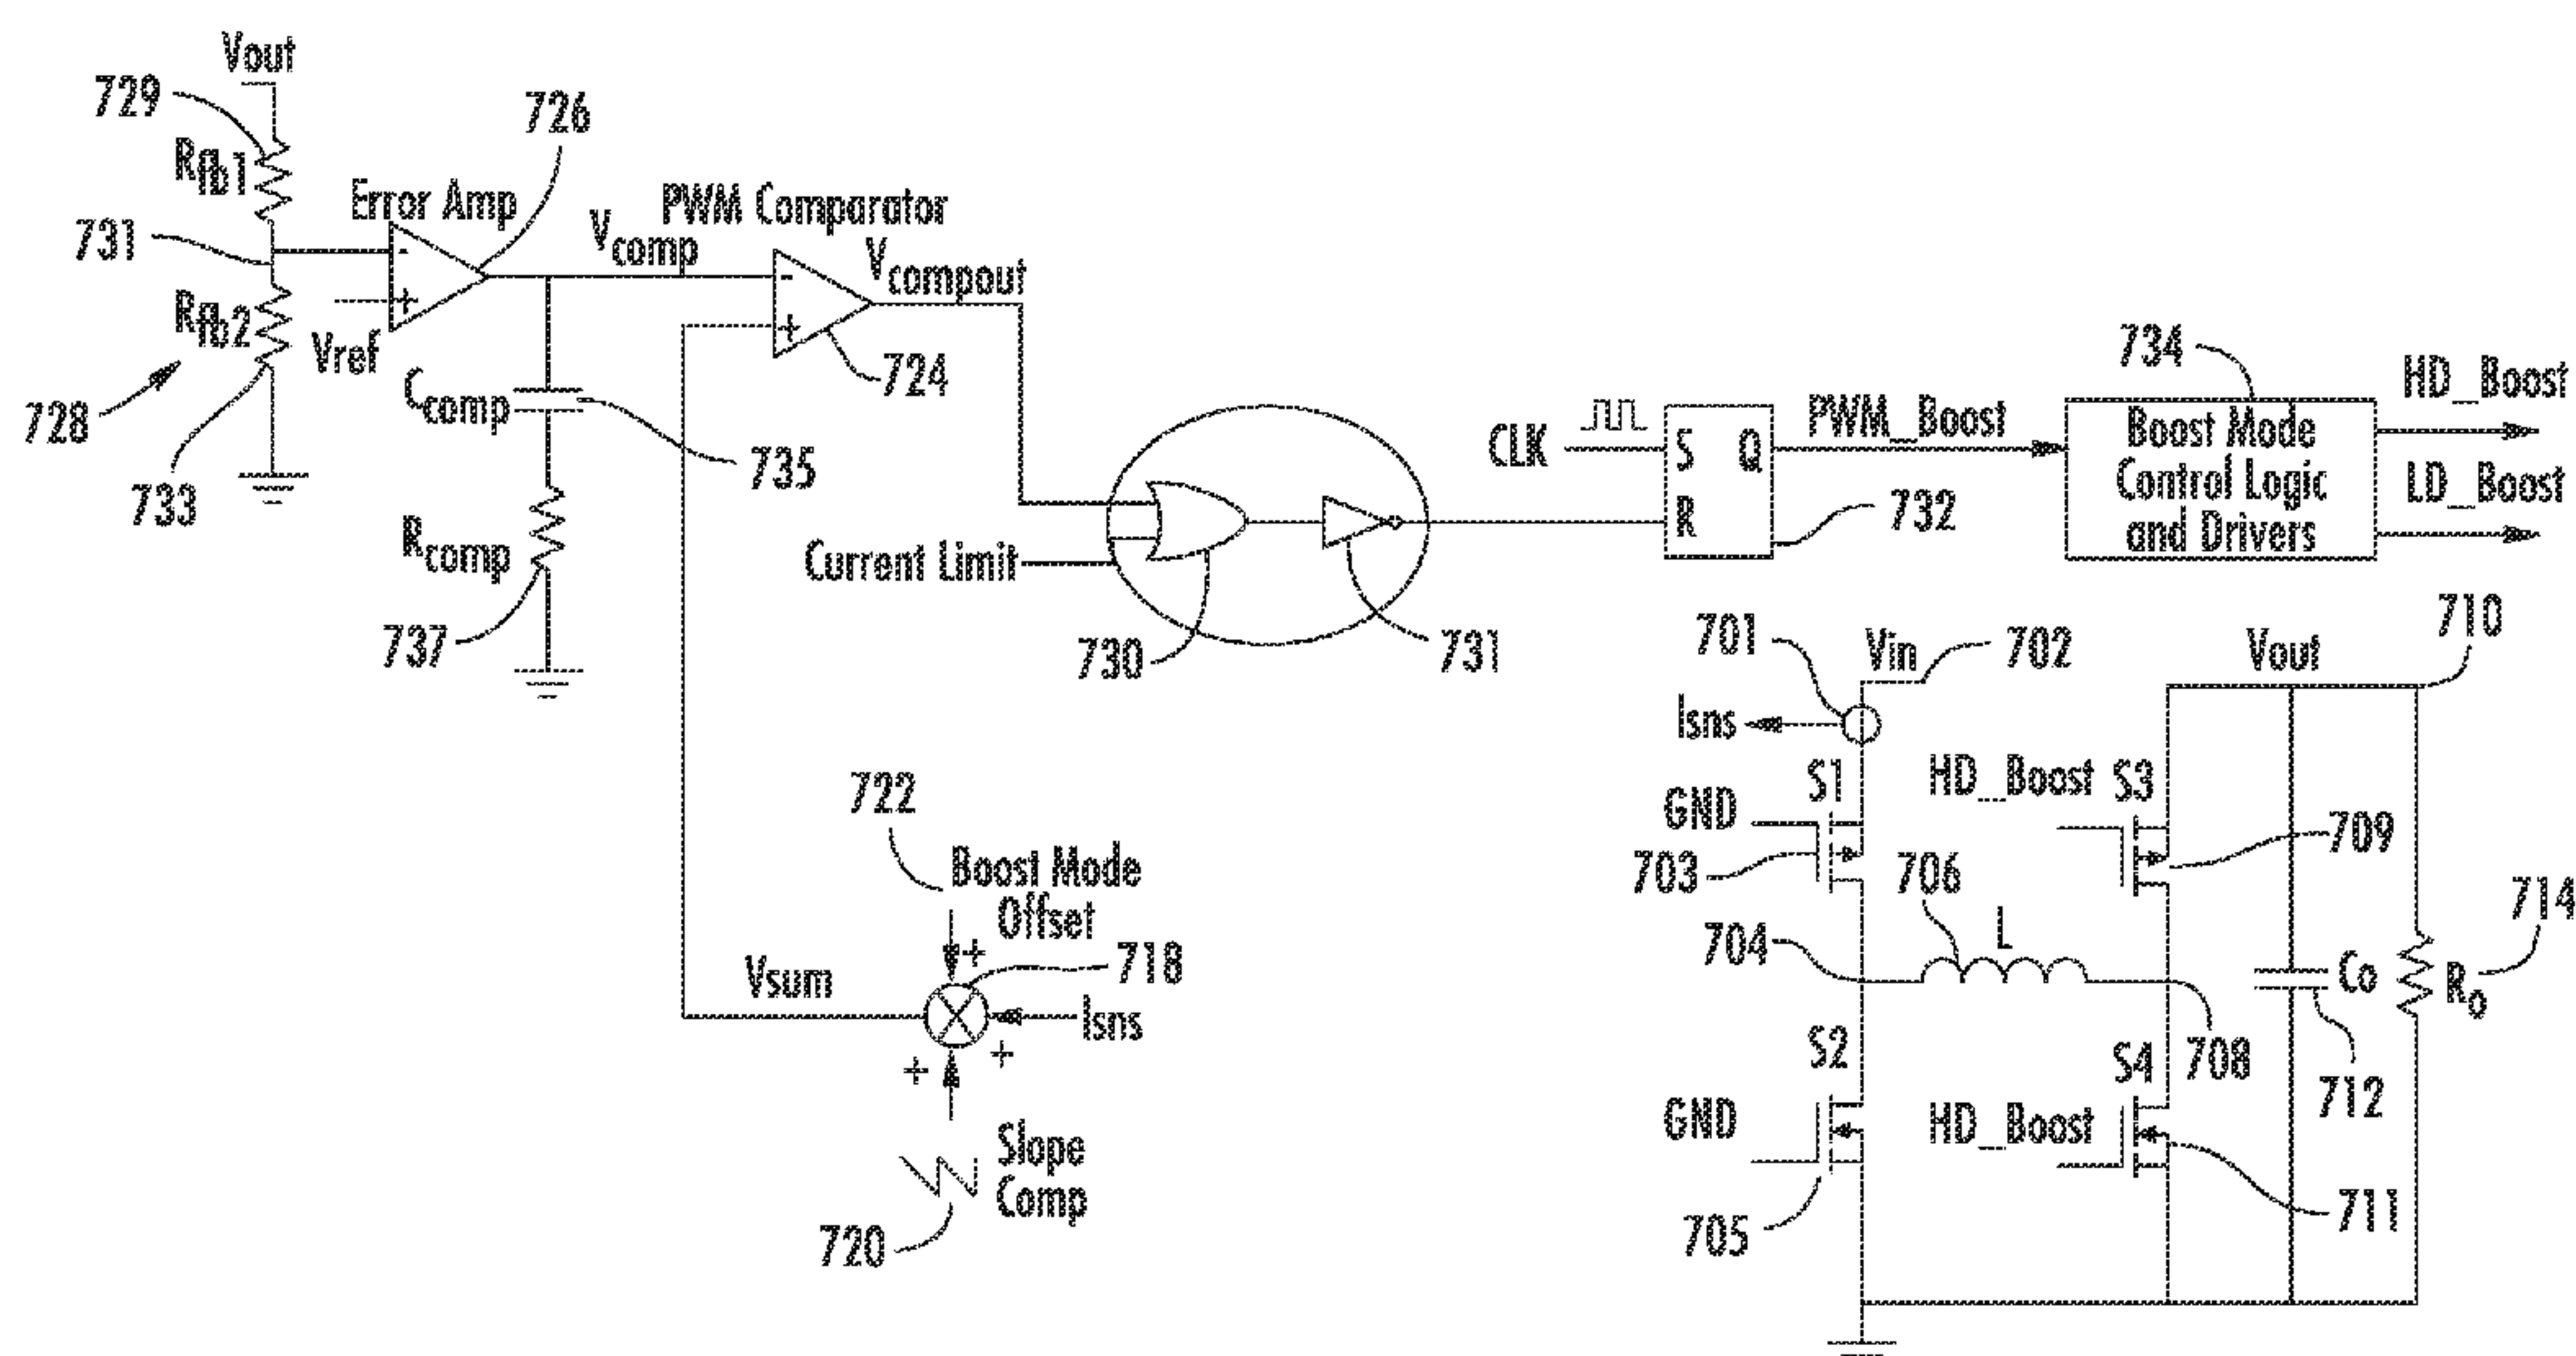 Vout
729
Rfb1
731
Rfb2
728
733
Error Amp
726
-
+
Vref
Vcomp
Ccomp
735
Rcomp
737
PWM Comparator
-
+
Vcompout
724
Current Limit
730
731
CLK
S Q
R
732
PWM_Boost
734
Boost Mode
Control Logic
and Drivers
HD_Boost
LD_Boost
722
Boost Mode
Offset
+
718
Vsum
Isns
+
+
Slope
Comp
720
701
Vin
702
Isns
Vout
710
S1
GND
703
HD_Boost
S3
709
704
706
L
708
Co
712
Ro
714
S2
GND
705
S4
HD_Boost
711